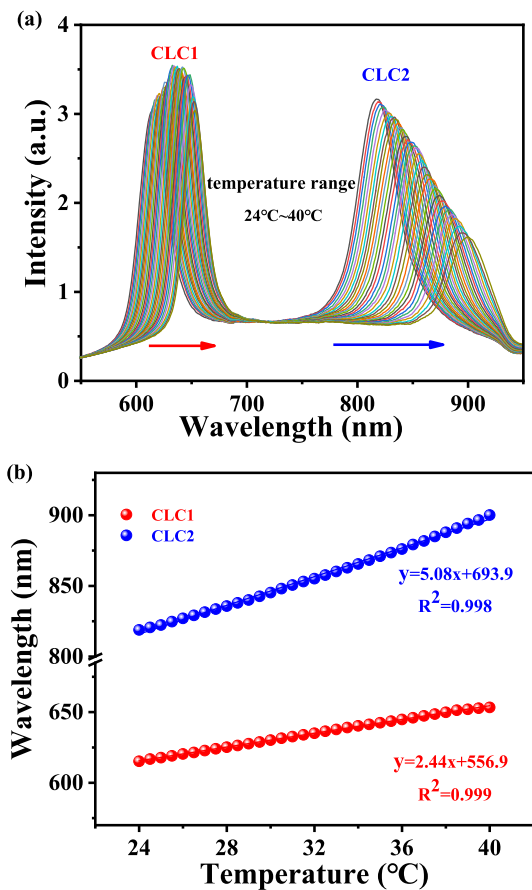 (a)
CLC1
CLC2
temperature range
24℃~40℃
Intensity (a.u.)
4
3
2
1
0
600
700
800
900
Wavelength (nm)
(b)
CLC1
CLC2
y=5.08x+693.9
R²=0.998
y=2.44x+556.9
R²=0.999
Wavelength (nm)
900
850
800
650
600
24
28
32
36
40
Temperature (℃)